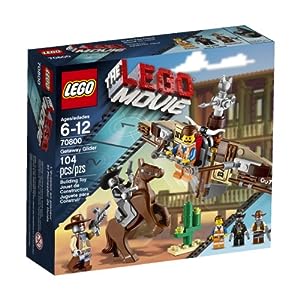 LEGO
THE
LEGO
MOVIE
Ages/edades
6-12
70800
Getaway Glider
104
pcs/pzs
Building Toy
Jouet de
Construction
Juguete para
Construir